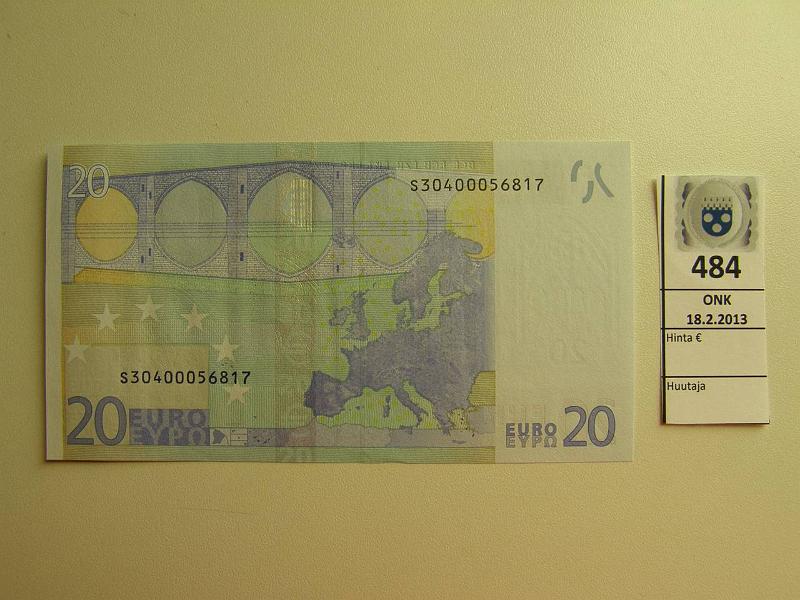 20
S30400056817
S30400056817
20 EURO
ΕΥΡΩ
EURO 20
ΕΥΡΩ
484
ONK
18.2.2013
Hinta €
Huutaja